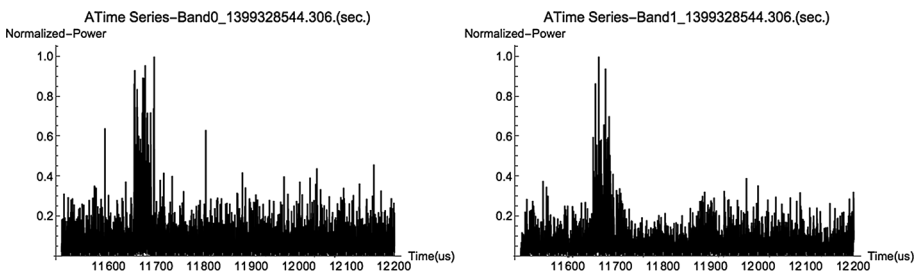 ATime Series−Band0_1399328544.306.(sec.)
Normalized−Power
1.0
0.8
0.6
0.4
0.2
11600 11700 11800 11900 12000 12100 12200
Time(us)
ATime Series−Band1_1399328544.306.(sec.)
Normalized−Power
1.0
0.8
0.6
0.4
0.2
11600 11700 11800 11900 12000 12100 12200
Time(us)